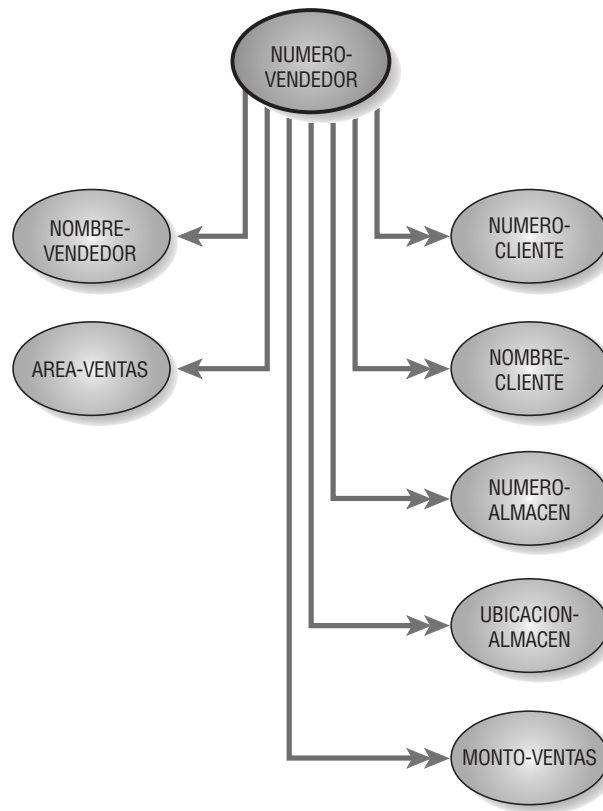 NUMERO-
VENDEDOR
NOMBRE-
VENDEDOR
NUMERO-
CLIENTE
AREA-VENTAS
NOMBRE-
CLIENTE
NUMERO-
ALMACEN
UBICACION-
ALMACEN
MONTO-VENTAS